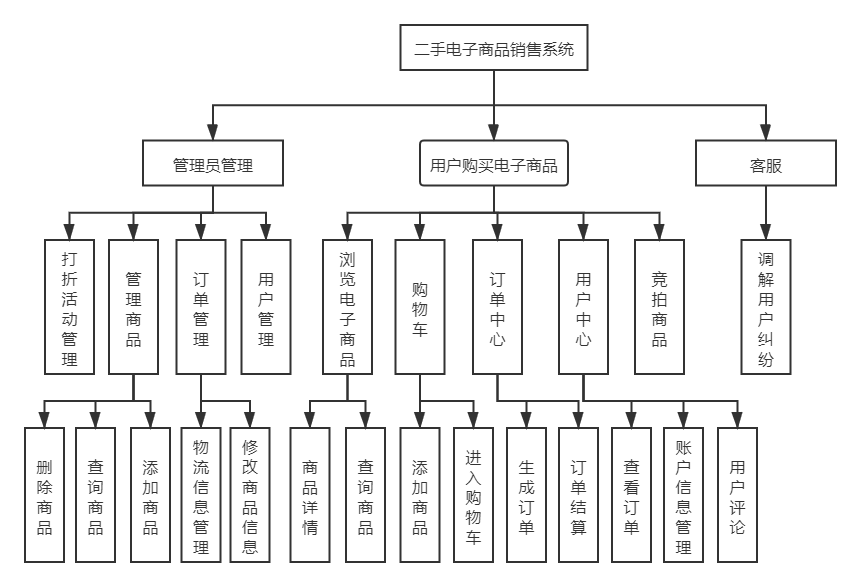 二手电子商品销售系统
管理员管理
用户购买电子商品
客服
打折活动管理
管理商品
订单管理
用户管理
浏览电子商品
购物车
订单中心
用户中心
竞拍商品
调解用户纠纷
删除商品
查询商品
添加商品
物流信息管理
修改商品信息
商品详情
查询商品
添加商品
进入购物车
生成订单
订单结算
查看订单
账户信息管理
用户评论